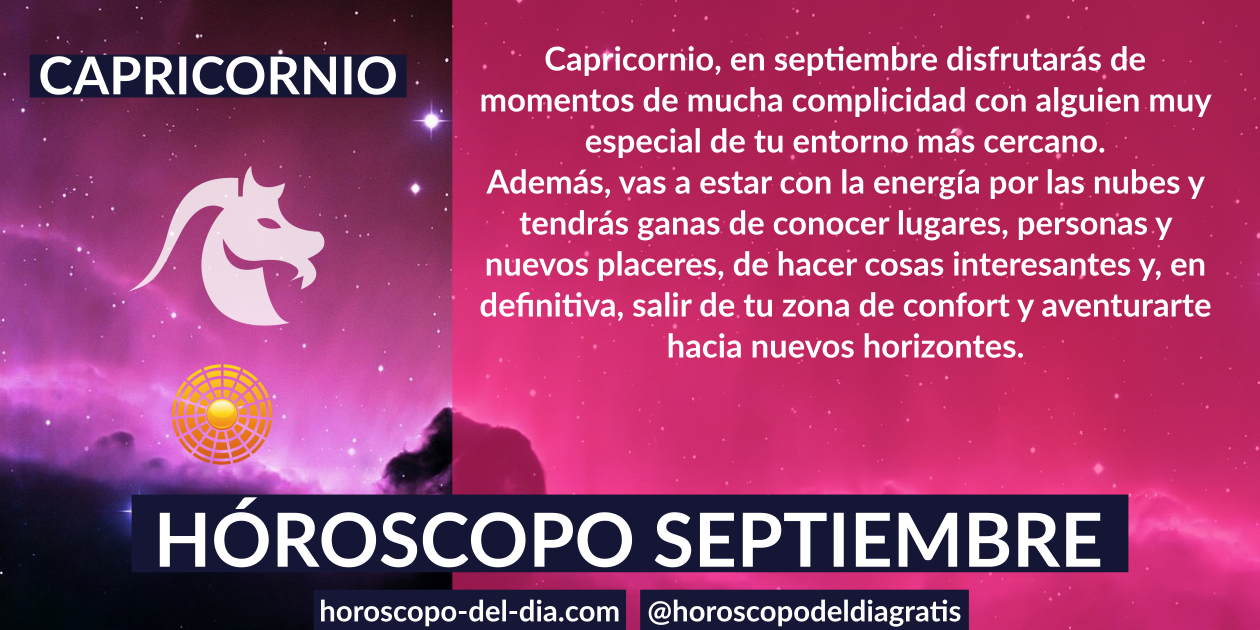 CAPRICORNIO
Capricornio, en septiembre disfrutarás de
momentos de mucha complicidad con alguien muy
especial de tu entorno más cercano.
Además, vas a estar con la energía por las nubes y
tendrás ganas de conocer lugares, personas y
nuevos placeres, de hacer cosas interesantes y, en
definitiva, salir de tu zona de confort y aventurarte
hacia nuevos horizontes.
HÓROSCOPO SEPTIEMBRE
horoscopo-del-dia.com
@horoscopodeldiagratis